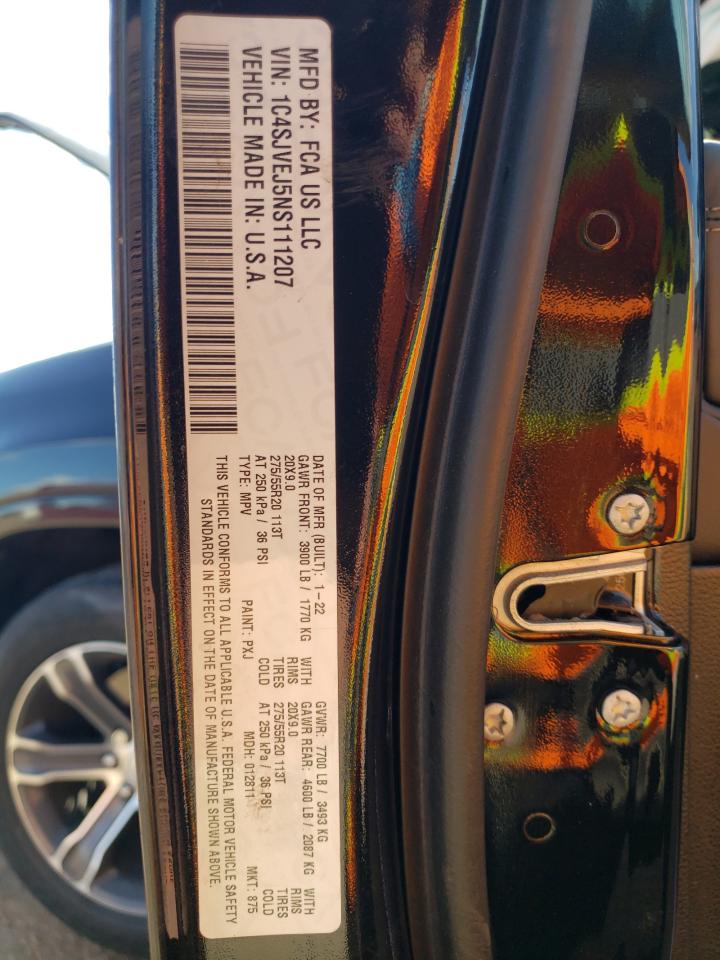 MFD BY: FCA US LLC
VIN: 1C4SJVEJ5NS111207
VEHICLE MADE IN: U.S.A.
DATE OF MFR (BUILT): 1-22 GVWR: 7700 LB / 3493 KG
GAWR FRONT: 3900 LB / 1770 KG WITH GAWR REAR: 4600 LB / 2087 KG WITH
20X9.0 RIMS 20X9.0 RIMS
275/55R20 113T TIRES 275/55R20 113T TIRES
AT 250 kPa / 36 PSI COLD AT 250 kPa / 36 PSI COLD
TYPE: MPV PAINT: PXJ MDH: 012811 MKT: 875
THIS VEHICLE CONFORMS TO ALL APPLICABLE U.S.A. FEDERAL MOTOR VEHICLE SAFETY
STANDARDS IN EFFECT ON THE DATE OF MANUFACTURE SHOWN ABOVE.